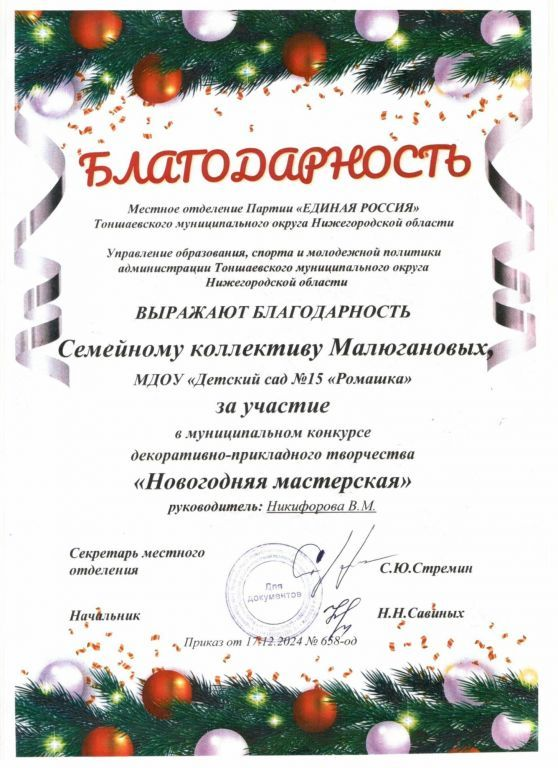 БЛАГОДАРНОСТЬ
Местное отделение Партии «ЕДИНАЯ РОССИЯ»
Тоншаевского муниципального округа Нижегородской области
Управление образования, спорта и молодежной политики
администрации Тоншаевского муниципального округа
Нижегородской области
ВЫРАЖАЮТ БЛАГОДАРНОСТЬ
Семейному коллективу Малюгановых,
МДОУ «Детский сад №15 «Ромашка»
за участие
в муниципальном конкурсе
декоративно-прикладного творчества
«Новогодняя мастерская»
руководитель: Никифорова В.М.
Секретарь местного
отделения
С.Ю.Стремин
Для
документов
Начальник
Н.Н.Савиных
Приказ от 17.12.2024 № 658-од